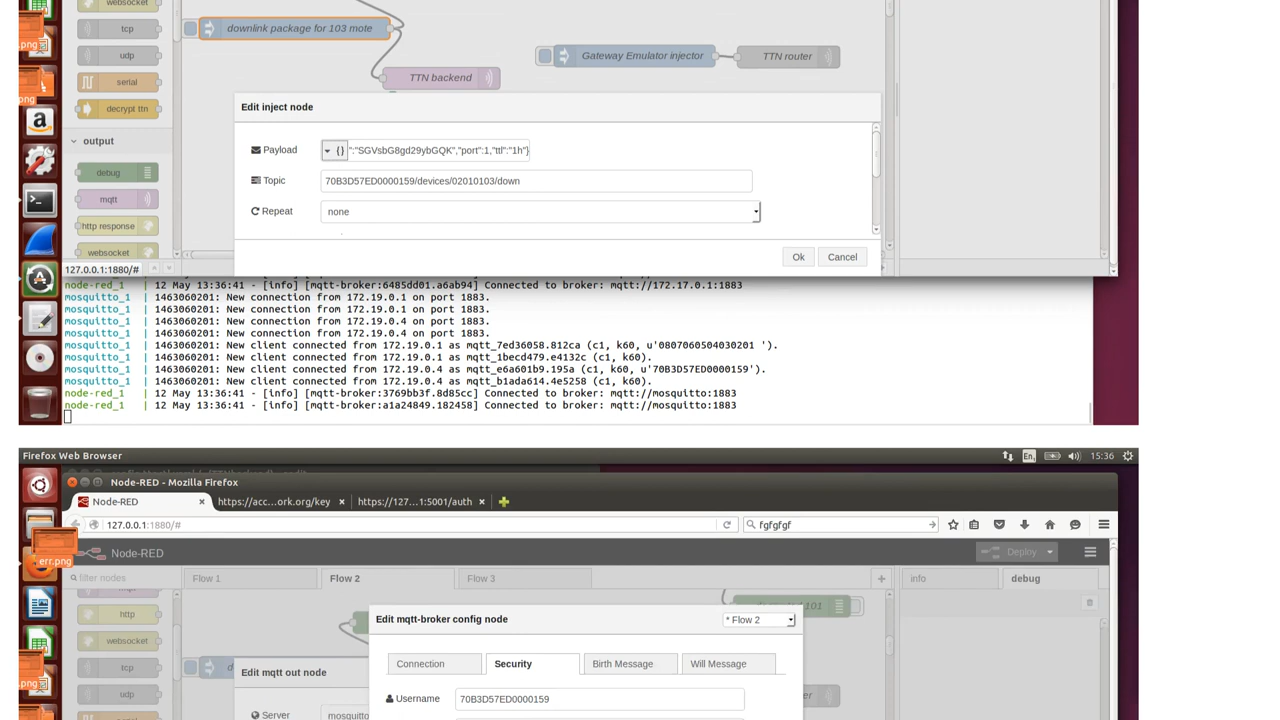 websocket
tcp
downlink package for 103 mote
udp
Gateway Emulator injector
TTN router
serial
TTN backend
.png
decrypt ttn
Edit inject node
output
Payload {} ":"SGVsbG8gd29ybGQK","port":1,"ttl":"1h"}
debug
Topic 70B3D57ED0000159/devices/02010103/down
mqtt
Repeat none
http response
websocket
Ok Cancel
127.0.0.1:1880/#
node-red_1 | 12 May 13:36:41 - [info] [mqtt-broker:6485dd01.a6ab94] Connected to broker: mqtt://172.17.0.1:1883
mosquitto_1 | 1463060201: New connection from 172.19.0.1 on port 1883.
mosquitto_1 | 1463060201: New connection from 172.19.0.4 on port 1883.
mosquitto_1 | 1463060201: New connection from 172.19.0.4 on port 1883.
mosquitto_1 | 1463060201: New client connected from 172.19.0.1 as mqtt_7ed36058.812ca (c1, k60, u'0807060504030201 ').
mosquitto_1 | 1463060201: New client connected from 172.19.0.1 as mqtt_1becd479.e4132c (c1, k60).
mosquitto_1 | 1463060201: New client connected from 172.19.0.4 as mqtt_e6a601b9.195a (c1, k60, u'70B3D57ED0000159').
mosquitto_1 | 1463060201: New client connected from 172.19.0.4 as mqtt_b1ada614.4e5258 (c1, k60).
node-red_1 | 12 May 13:36:41 - [info] [mqtt-broker:3769bb3f.8d85cc] Connected to broker: mqtt://mosquitto:1883
node-red_1 | 12 May 13:36:41 - [info] [mqtt-broker:a1a24849.182458] Connected to broker: mqtt://mosquitto:1883
Firefox Web Browser En 15:36
Node-RED - Mozilla Firefox
Node-RED https://acc...ork.org/key https://127...1:5001/auth
127.0.0.1:1880/# fgfgfgf
Node-RED Deploy
err.png
filter nodes Flow 1 Flow 2 Flow 3 info debug
http
Edit mqtt-broker config node * Flow 2
websocket
tcp
Connection Security Birth Message Will Message
Edit mqtt out node
.png
udp
Username 70B3D57ED0000159
Server